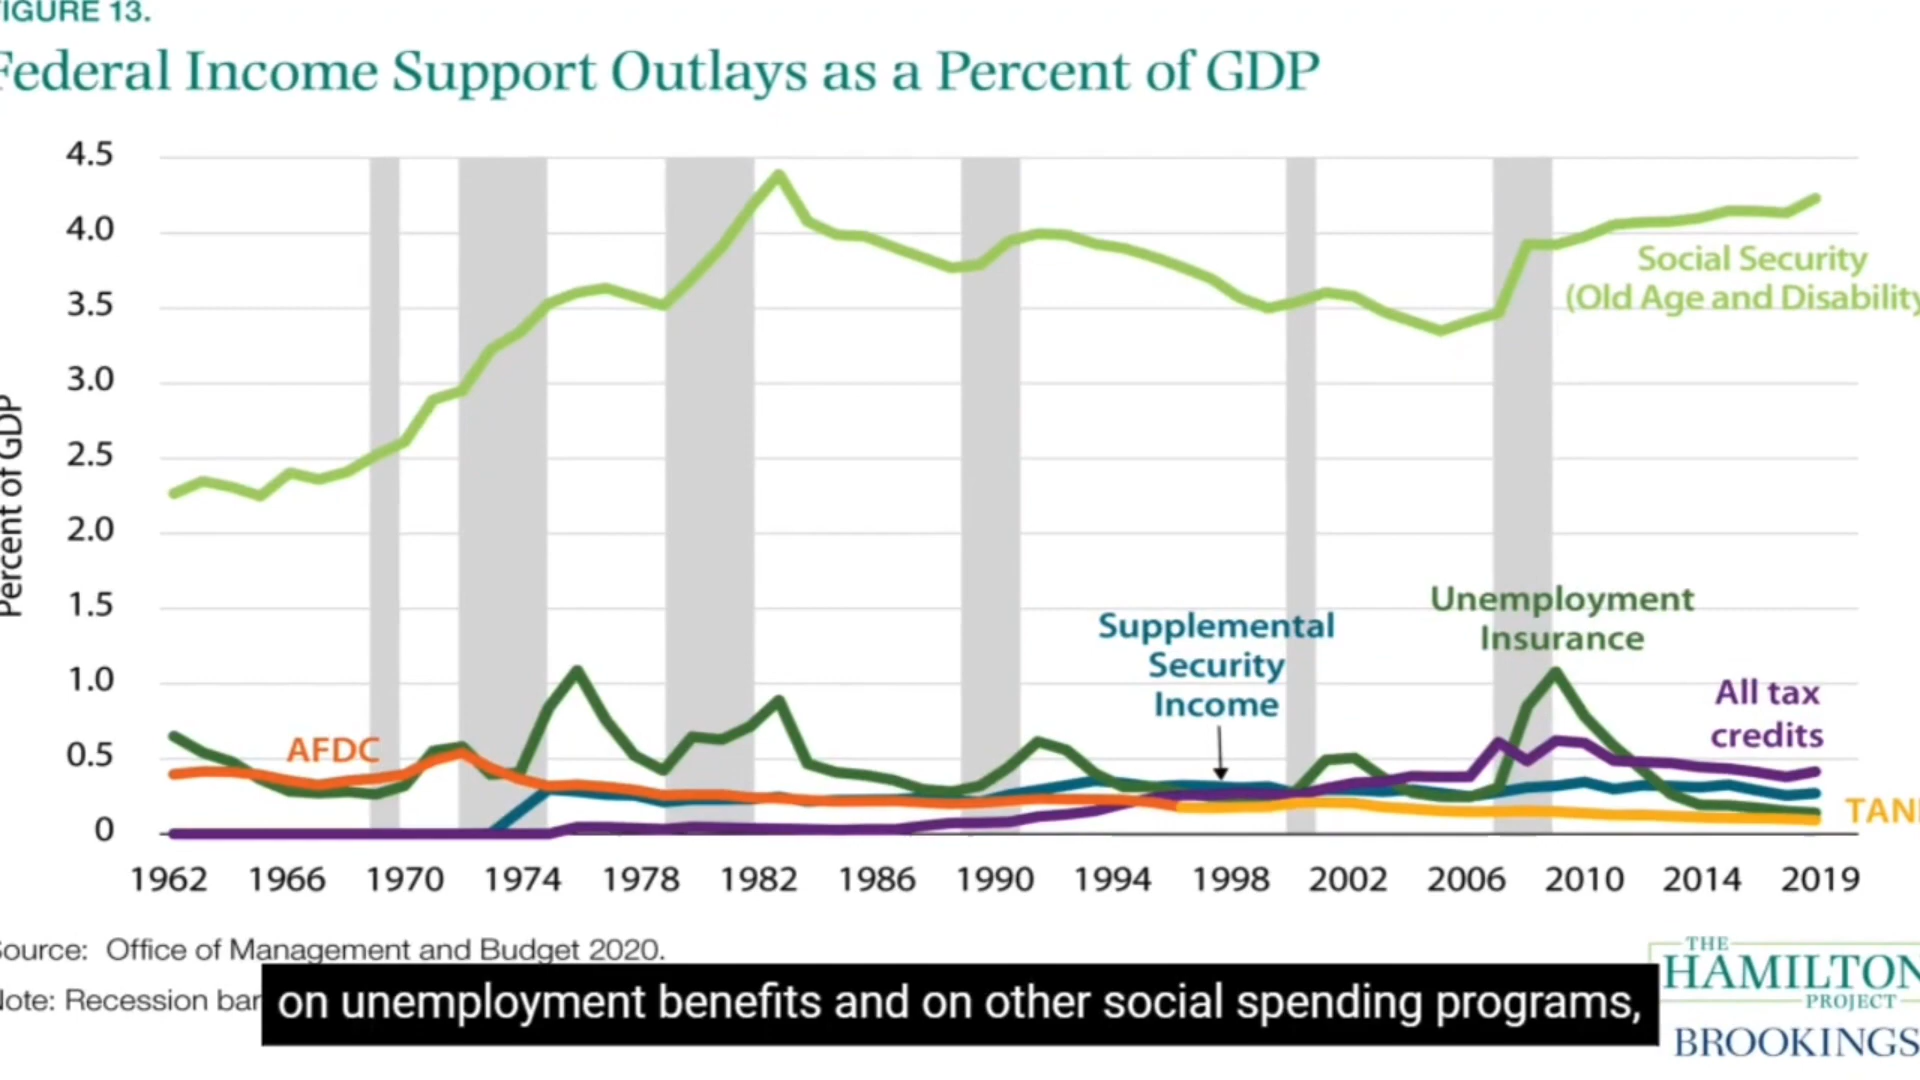 IGURE 13.
Federal Income Support Outlays as a Percent of GDP
Percent of GDP
4.5
4.0
3.5
3.0
2.5
2.0
1.5
1.0
0.5
0
Social Security
(Old Age and Disability
Supplemental
Security
Income
Unemployment
Insurance
All tax
credits
AFDC
TAN
1962 1966 1970 1974 1978 1982 1986 1990 1994 1998 2002 2006 2010 2014 2019
ource: Office of Management and Budget 2020.
ote: Recession bar
on unemployment benefits and on other social spending programs,
THE
HAMILTON
PROJECT
BROOKINGS